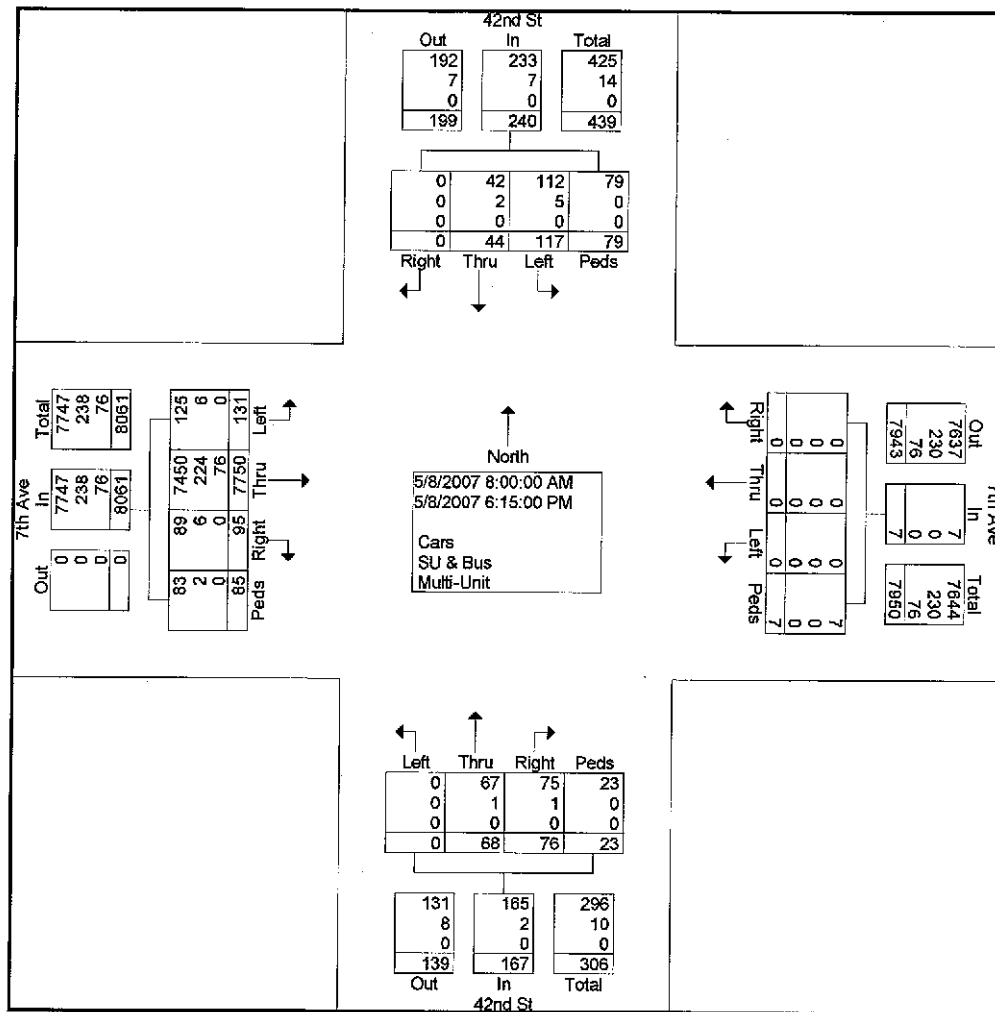 42nd St
Out In Total
192 233 425
7 7 14
0 0 0
199 240 439
0 42 112 79
0 2 5 0
0 0 0 0
0 44 117 79
Right Thru Left Peds
7th Ave
Total
7747
238
76
8061
In
7747
238
76
8061
Out
0
0
0
0
125
6
0
131
Left
7450
224
76
7750
Thru
89
6
0
95
Right
83
2
0
85
Peds
North
5/8/2007 8:00:00 AM
5/8/2007 6:15:00 PM
Cars
SU & Bus
Multi-Unit
Right
0
0
0
0
Thru
0
0
0
0
Left
0
0
0
0
Peds
7
0
0
7
Out
7637
230
76
7943
In
7
0
0
7
Total
7644
230
76
7950
Ave
Left Thru Right Peds
0 67 75 23
0 1 1 0
0 0 0 0
0 68 76 23
131 165 296
8 2 10
0 0 0
139 167 306
Out In Total
42nd St